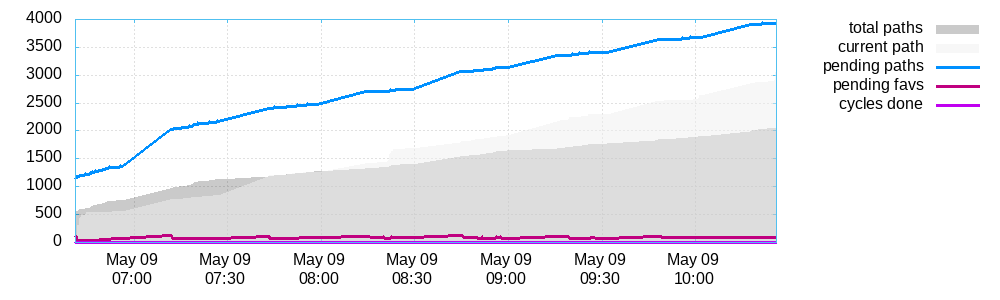 4000
3500
3000
2500
2000
1500
1000
500
0
May 09
07:00
May 09
07:30
May 09
08:00
May 09
08:30
May 09
09:00
May 09
09:30
May 09
10:00
total paths
current path
pending paths
pending favs
cycles done